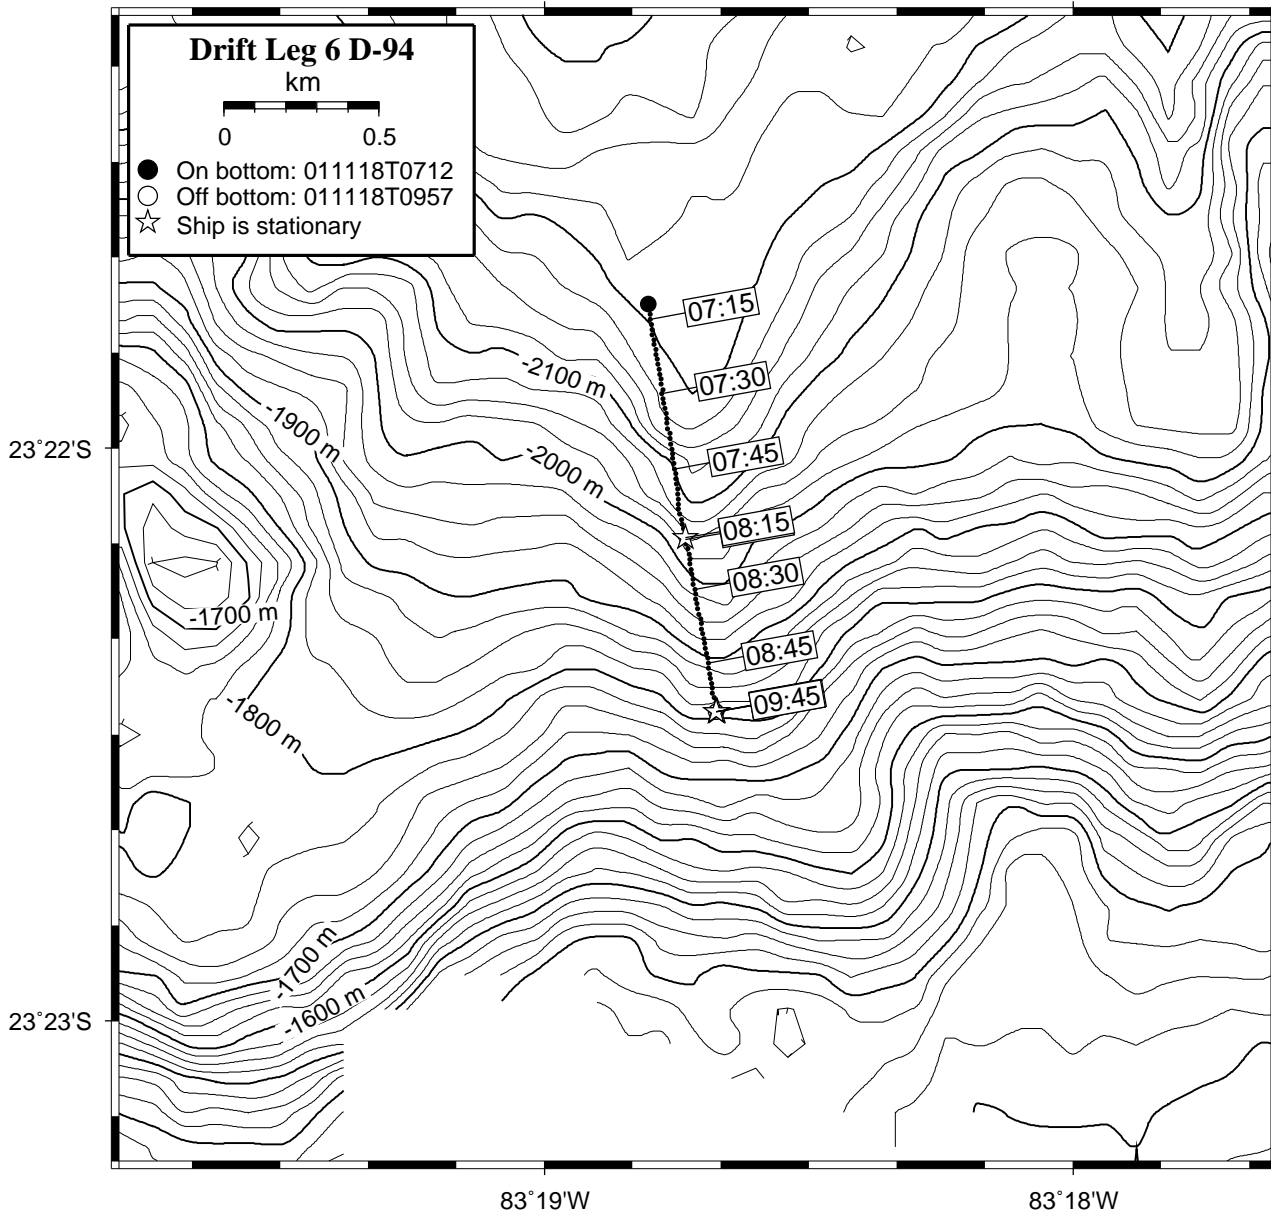 Drift Leg 6 D-94
km
0 0.5
On bottom: 011118T0712
Off bottom: 011118T0957
Ship is stationary
07:15
-2100 m
07:30
-1900 m
23°22'S
07:45
-2000 m
08:15
08:30
-1700 m
08:45
09:45
-1800 m
-1700 m
-1600 m
23°23'S
83°19'W
83°18'W